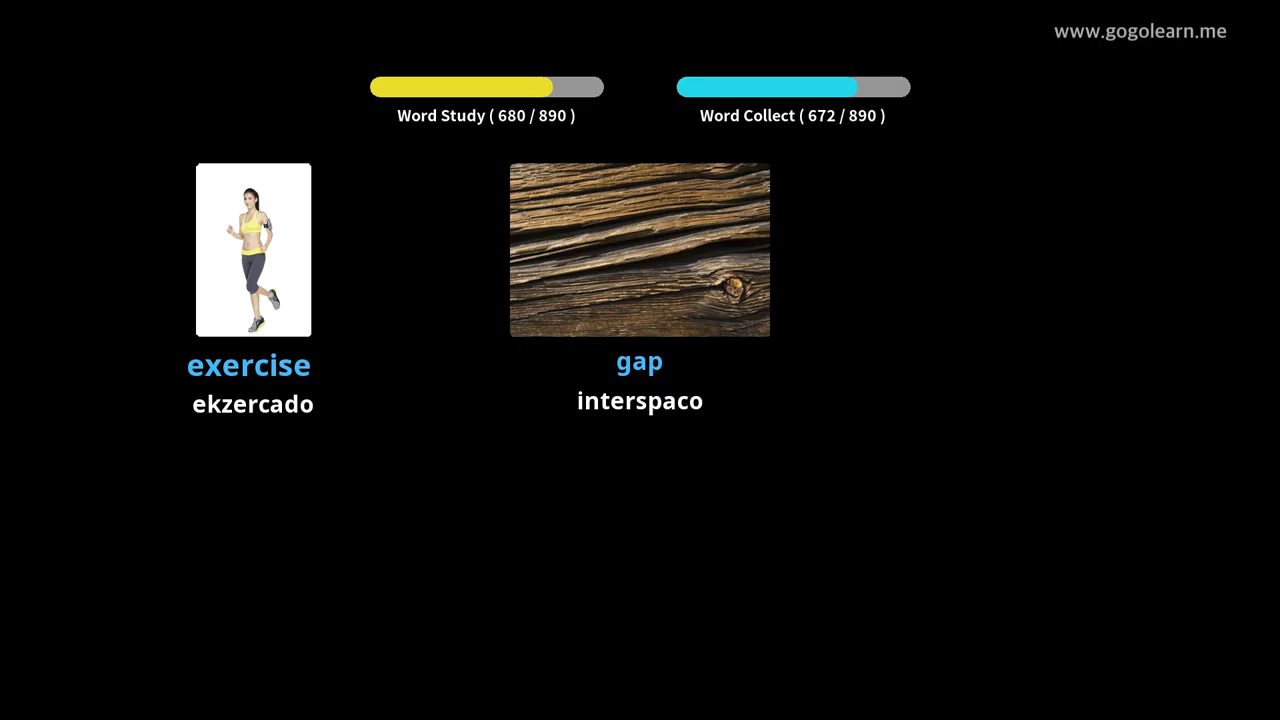 www.gogolearn.me
Word Study ( 680 / 890 )
Word Collect ( 672 / 890 )
exercise
ekzercado
gap
interspaco